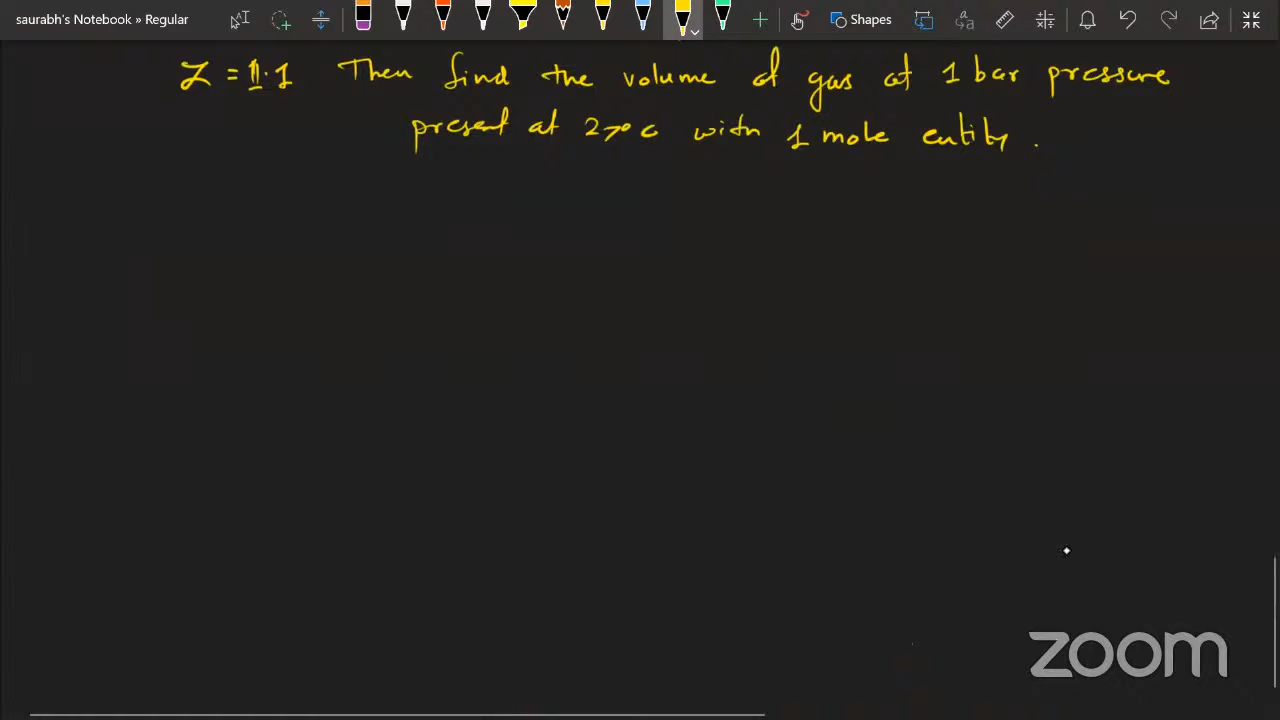 saurabh's Notebook » Regular
Shapes
Z = 1.1 Then find the volume of gas at 1 bar pressure
present at 27°C with 1 mole entity.
zoom